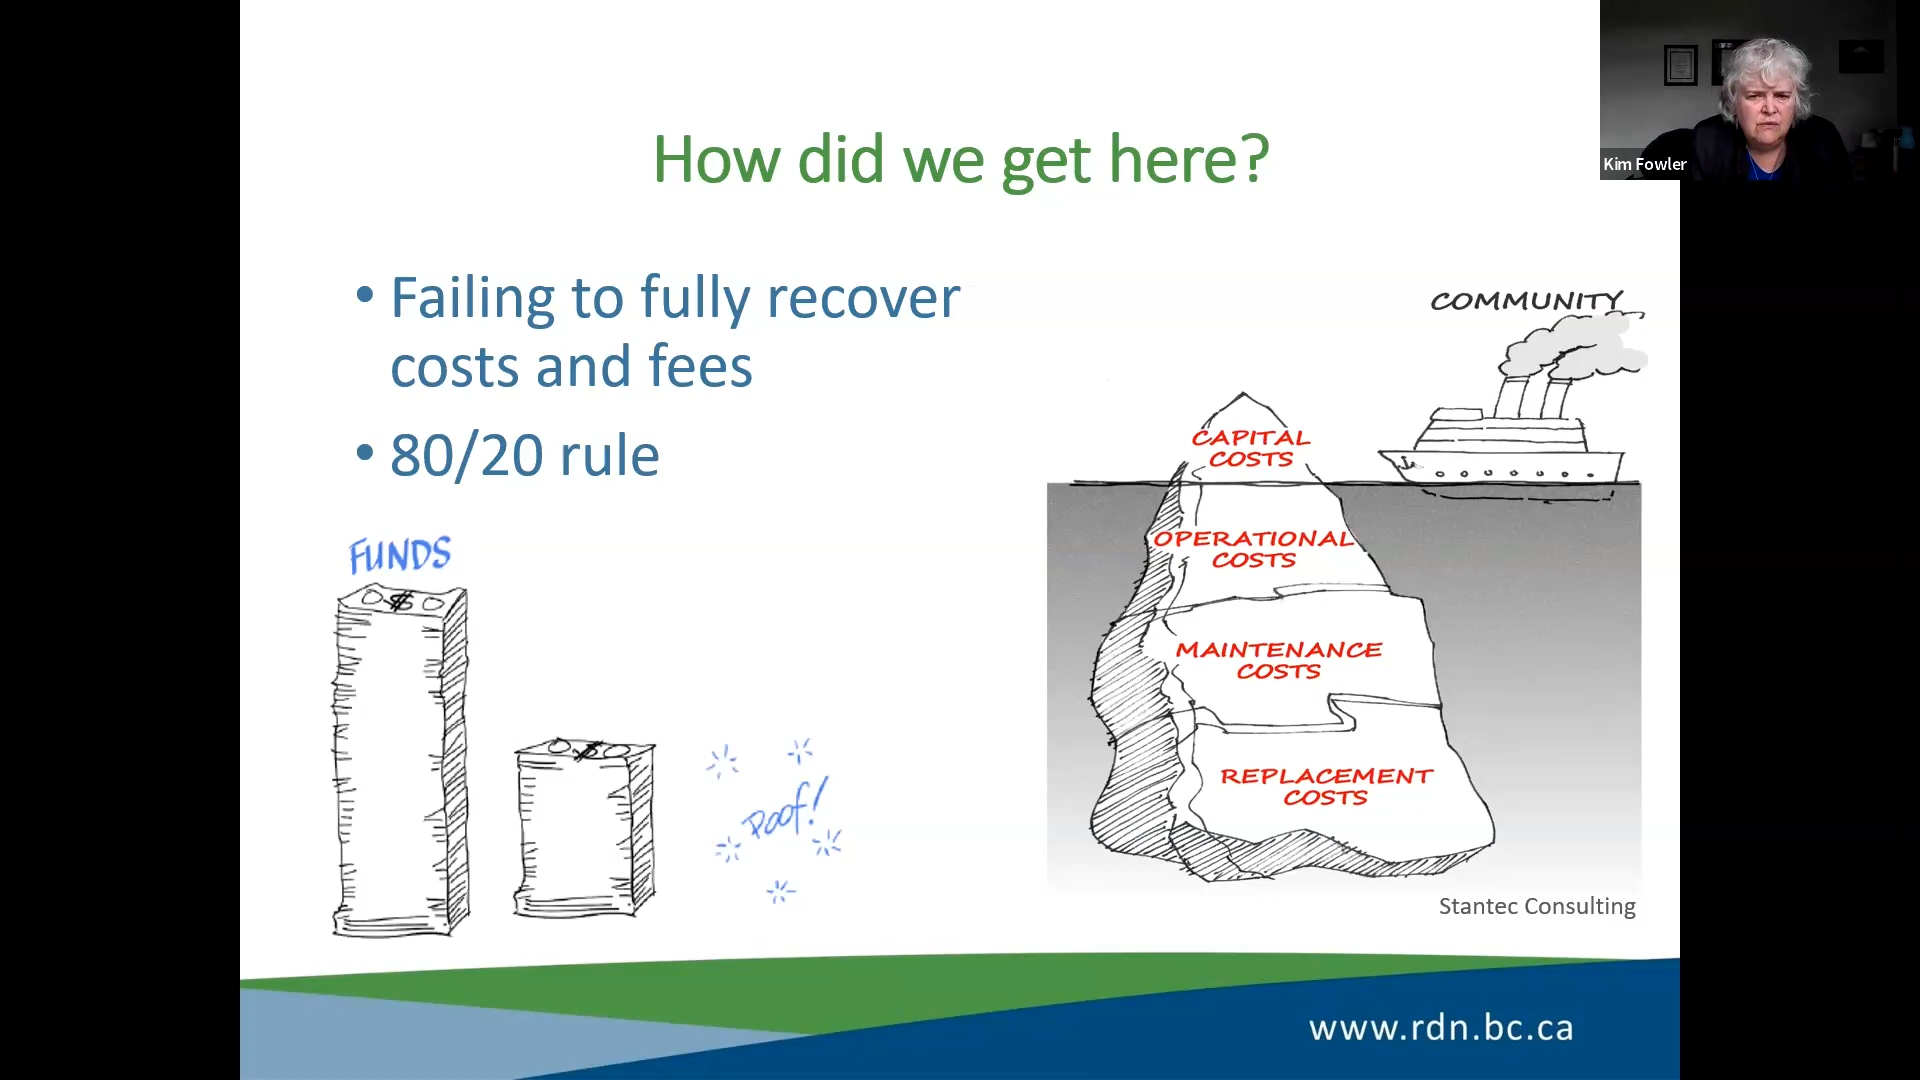 How did we get here?
• Failing to fully recover
costs and fees
• 80/20 rule
FUNDS
$
$
Poof!
COMMUNITY
CAPITAL
COSTS
OPERATIONAL
COSTS
MAINTENANCE
COSTS
REPLACEMENT
COSTS
Stantec Consulting
www.rdn.bc.ca
Kim Fowler